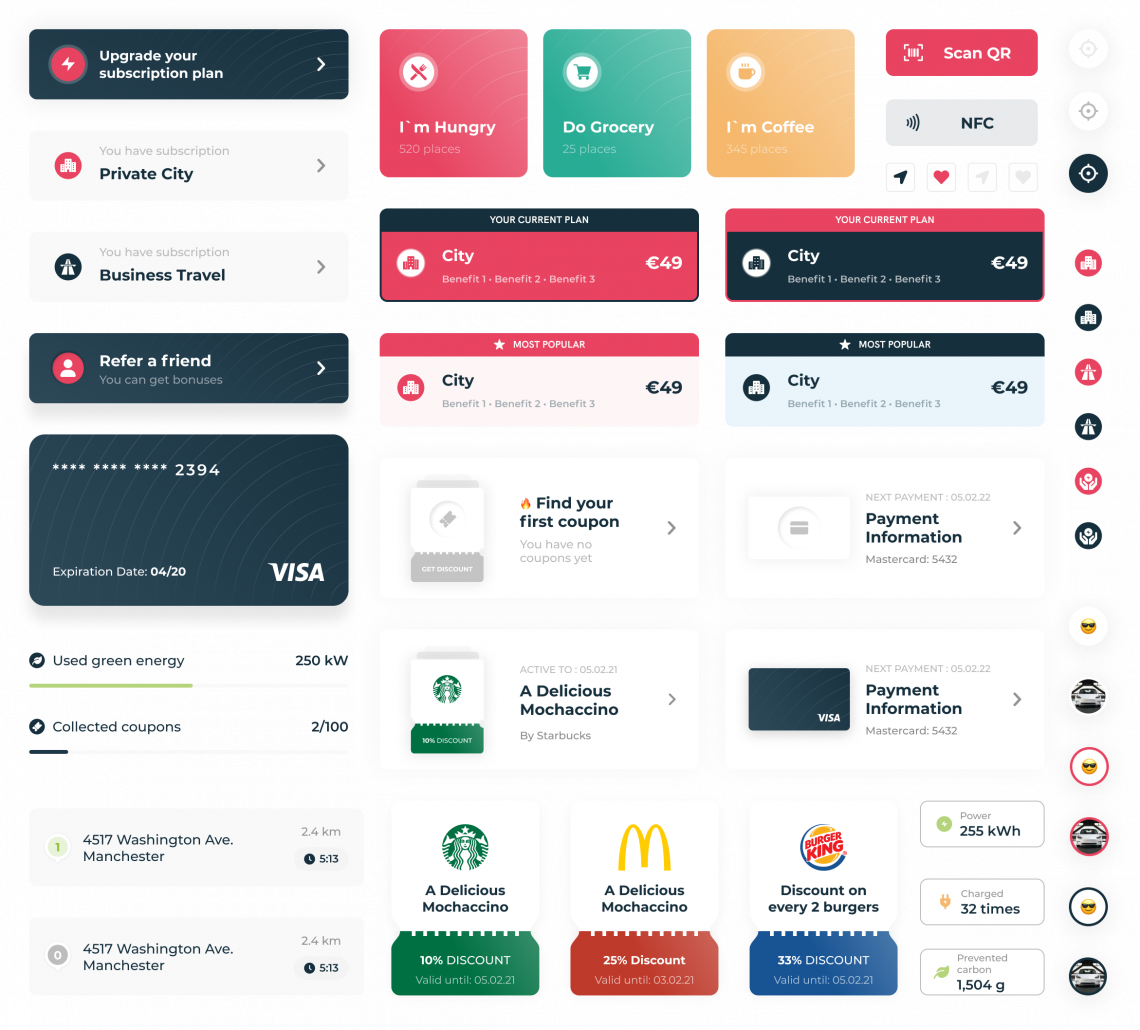 Upgrade your
subscription plan
You have subscription
Private City
You have subscription
Business Travel
Refer a friend
You can get bonuses
**** **** **** 2394
Expiration Date: 04/20
VISA
Used green energy
250 kW
Collected coupons
2/100
1
4517 Washington Ave.
Manchester
2.4 km
5:13
0
4517 Washington Ave.
Manchester
2.4 km
5:13
I`m Hungry
520 places
Do Grocery
25 places
I`m Coffee
345 places
Scan QR
NFC
YOUR CURRENT PLAN
City
Benefit 1 • Benefit 2 • Benefit 3
€49
YOUR CURRENT PLAN
City
Benefit 1 • Benefit 2 • Benefit 3
€49
MOST POPULAR
City
Benefit 1 • Benefit 2 • Benefit 3
€49
MOST POPULAR
City
Benefit 1 • Benefit 2 • Benefit 3
€49
GET DISCOUNT
🔥 Find your
first coupon
You have no
coupons yet
NEXT PAYMENT : 05.02.22
Payment
Information
Mastercard: 5432
10% DISCOUNT
ACTIVE TO : 05.02.21
A Delicious
Mochaccino
By Starbucks
VISA
NEXT PAYMENT : 05.02.22
Payment
Information
Mastercard: 5432
A Delicious
Mochaccino
10% DISCOUNT
Valid until: 05.02.21
A Delicious
Mochaccino
25% Discount
Valid until: 03.02.21
BURGER
KING
Discount on
every 2 burgers
33% DISCOUNT
Valid until: 05.02.21
Power
255 kWh
Charged
32 times
Prevented
carbon
1,504 g